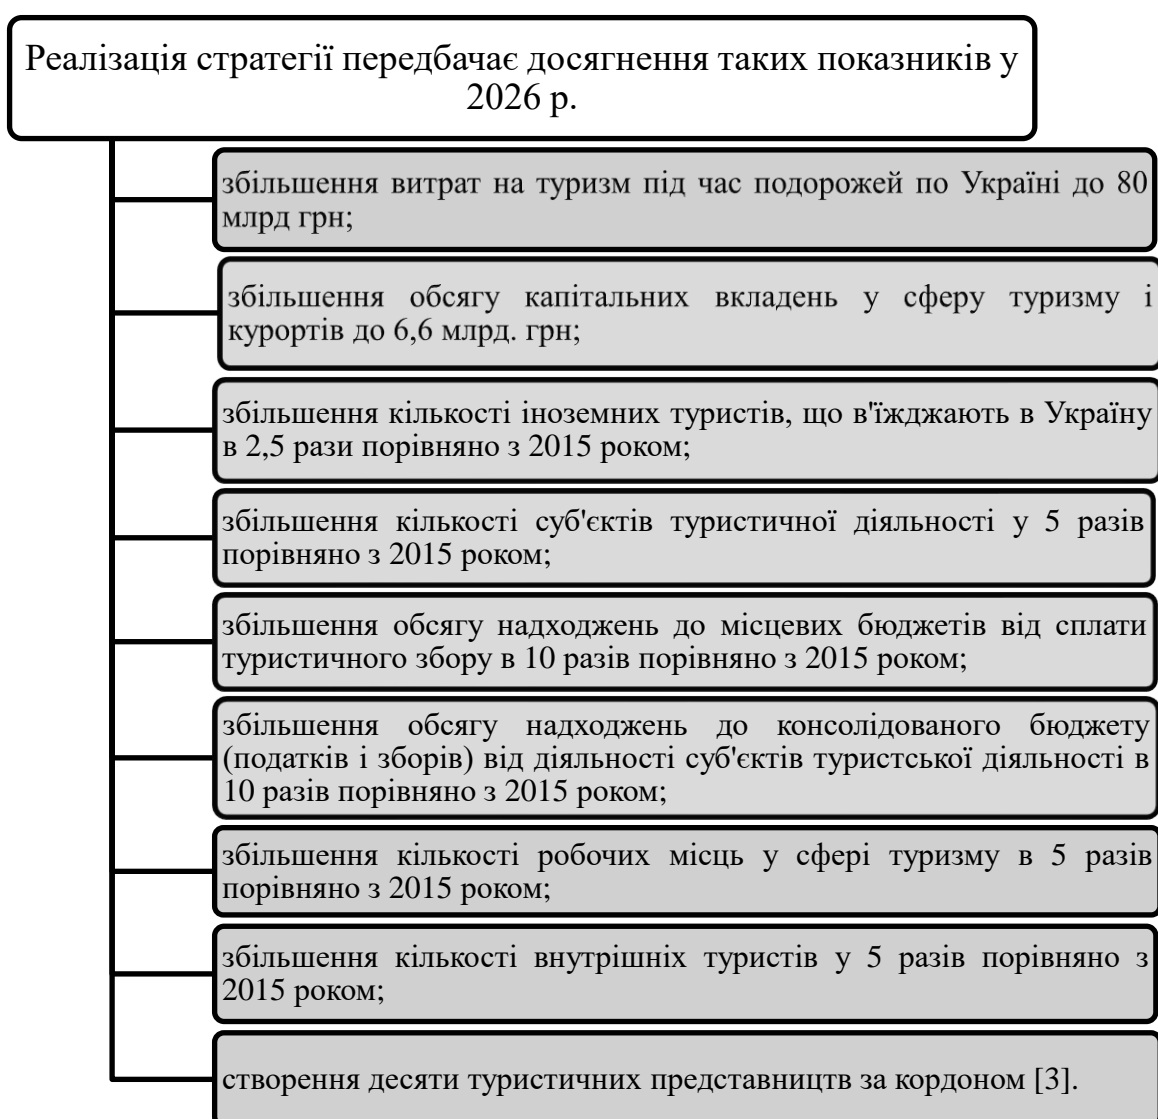 Реалізація стратегії передбачає досягнення таких показників у
2026 р.
збільшення витрат на туризм під час подорожей по Україні до 80
млрд грн;
збільшення обсягу капітальних вкладень у сферу туризму і
курортів до 6,6 млрд. грн;
збільшення кількості іноземних туристів, що в'їжджають в Україну
в 2,5 рази порівняно з 2015 роком;
збільшення кількості суб'єктів туристичної діяльності у 5 разів
порівняно з 2015 роком;
збільшення обсягу надходжень до місцевих бюджетів від сплати
туристичного збору в 10 разів порівняно з 2015 роком;
збільшення обсягу надходжень до консолідованого бюджету
(податків і зборів) від діяльності суб'єктів туристської діяльності в
10 разів порівняно з 2015 роком;
збільшення кількості робочих місць у сфері туризму в 5 разів
порівняно з 2015 роком;
збільшення кількості внутрішніх туристів у 5 разів порівняно з
2015 роком;
створення десяти туристичних представництв за кордоном [3].